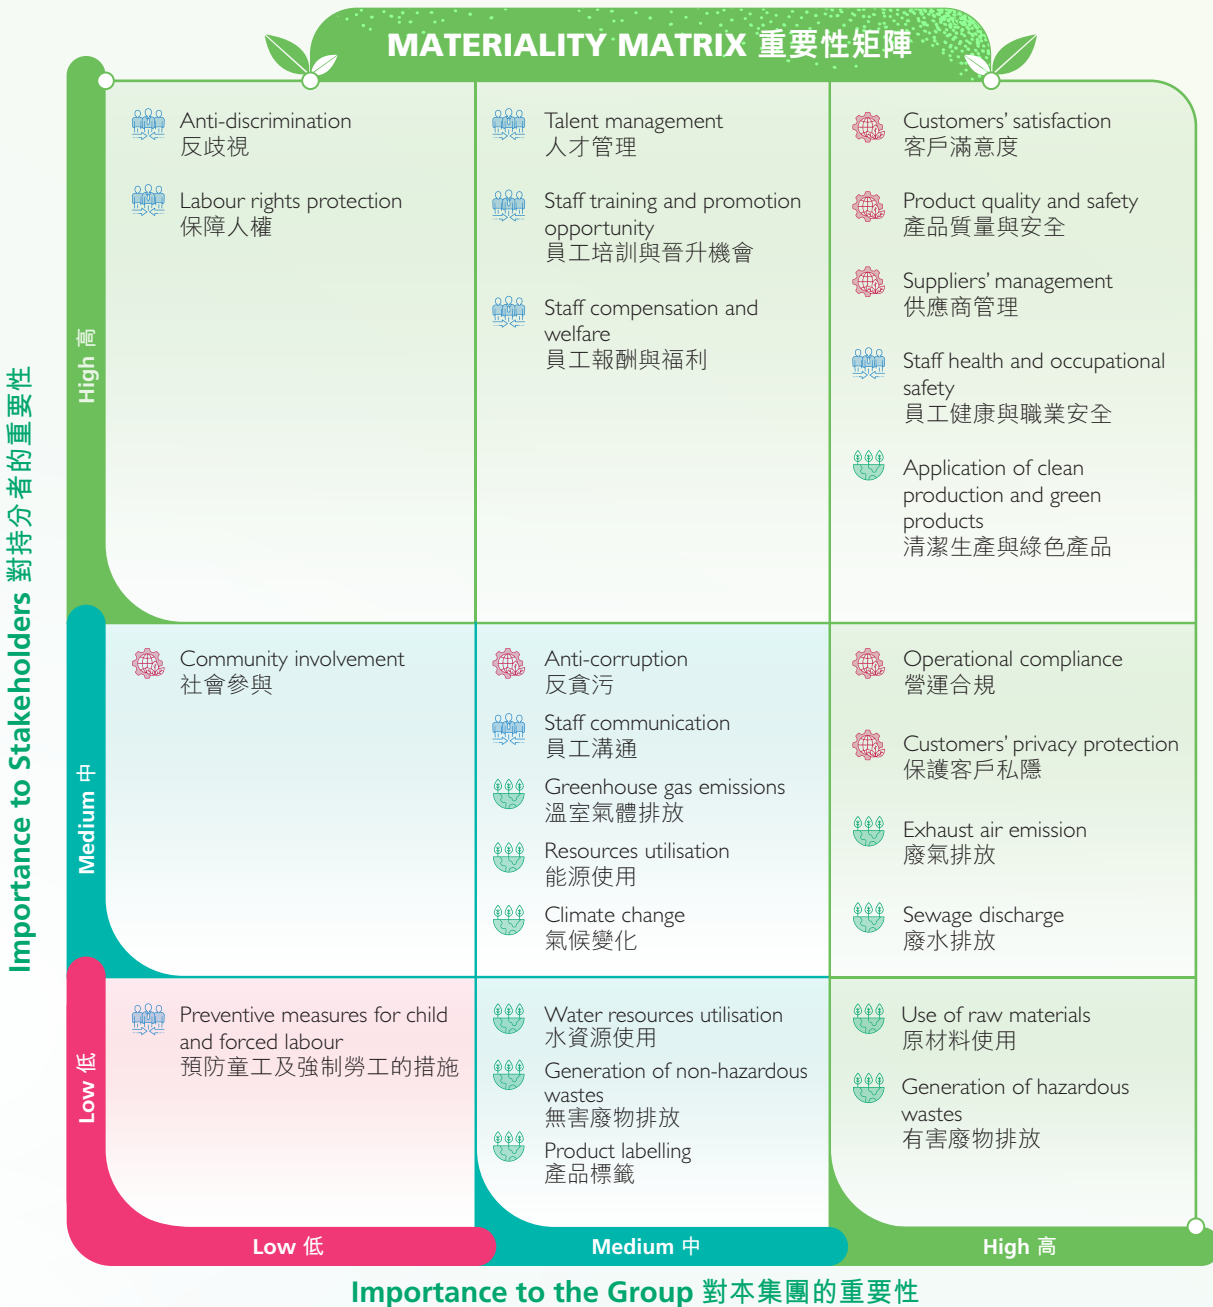 MATERIALITY MATRIX 重要性矩陣
Importance to Stakeholders 對持分者的重要性
High 高
Anti-discrimination
反歧視
Labour rights protection
保障人權
Talent management
人才管理
Staff training and promotion
opportunity
員工培訓與晉升機會
Staff compensation and
welfare
員工報酬與福利
Customers' satisfaction
客戶滿意度
Product quality and safety
產品質量與安全
Suppliers' management
供應商管理
Staff health and occupational
safety
員工健康與職業安全
Application of clean
production and green
products
清潔生產與綠色產品
Medium 中
Community involvement
社會參與
Anti-corruption
反貪污
Staff communication
員工溝通
Greenhouse gas emissions
溫室氣體排放
Resources utilisation
能源使用
Climate change
氣候變化
Operational compliance
營運合規
Customers' privacy protection
保護客戶私隱
Exhaust air emission
廢氣排放
Sewage discharge
廢水排放
Low 低
Preventive measures for child
and forced labour
預防童工及強制勞工的措施
Water resources utilisation
水資源使用
Generation of non-hazardous
wastes
無害廢物排放
Product labelling
產品標籤
Use of raw materials
原材料使用
Generation of hazardous
wastes
有害廢物排放
Low 低
Medium 中
High 高
Importance to the Group 對本集團的重要性